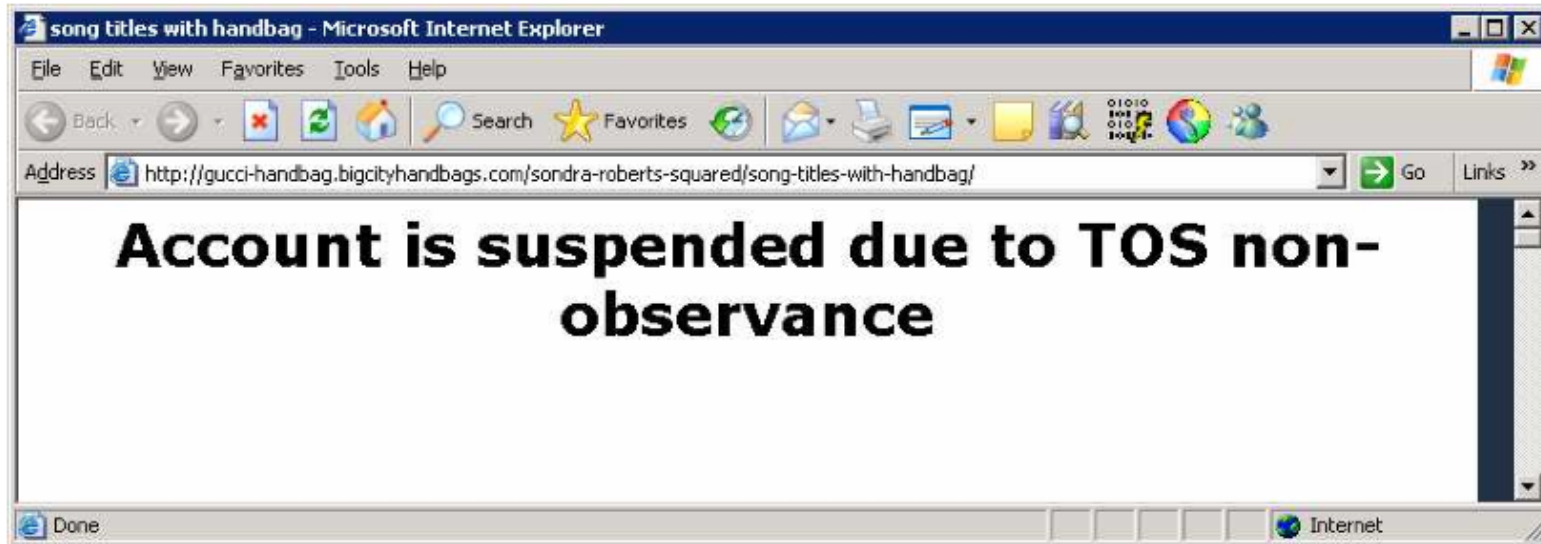 song titles with handbag - Microsoft Internet Explorer
File Edit View Favorites Tools Help
Back Search Favorites
Address http://gucci-handbag.bigcityhandbags.com/sondra-roberts-squared/song-titles-with-handbag/ Go Links »
Account is suspended due to TOS non-
observance
Done Internet